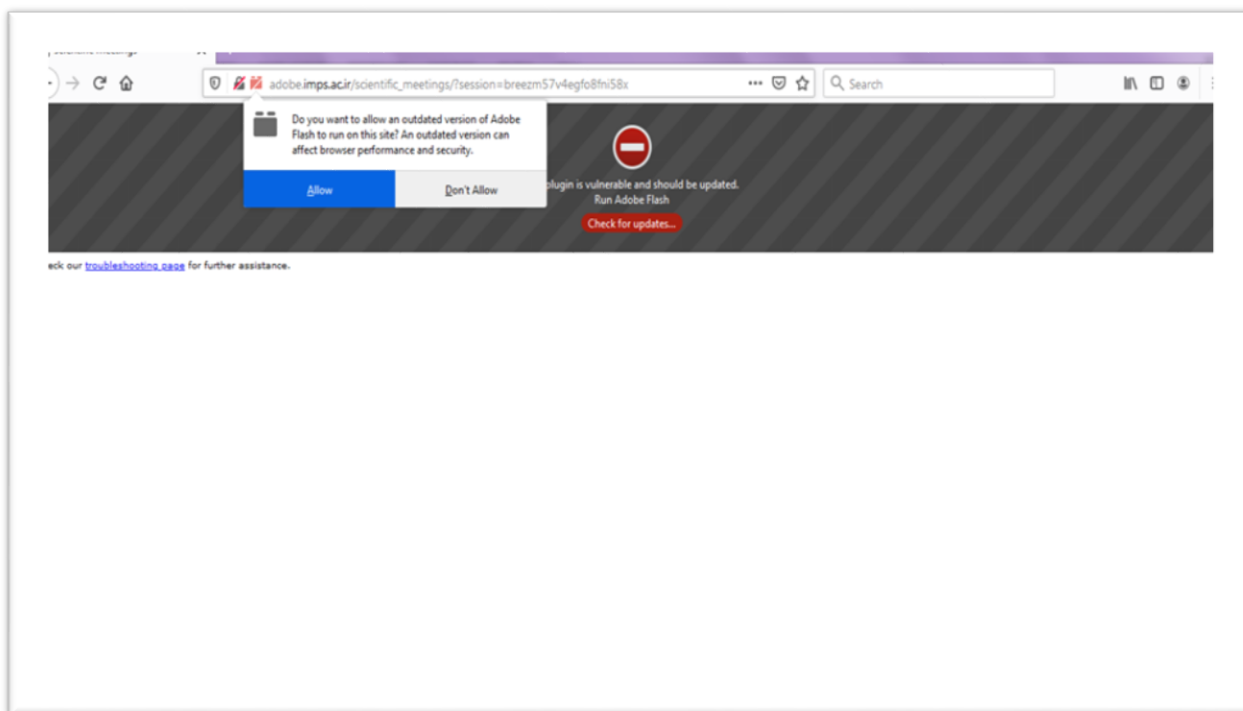 adobe.imps.ac.ir/scientific_meetings/?session=breezm57v4egfo8fni58x
Search
Do you want to allow an outdated version of Adobe
Flash to run on this site? An outdated version can
affect browser performance and security.
Allow
Don't Allow
plugin is vulnerable and should be updated.
Run Adobe Flash
Check for updates...
eck our troubleshooting page for further assistance.